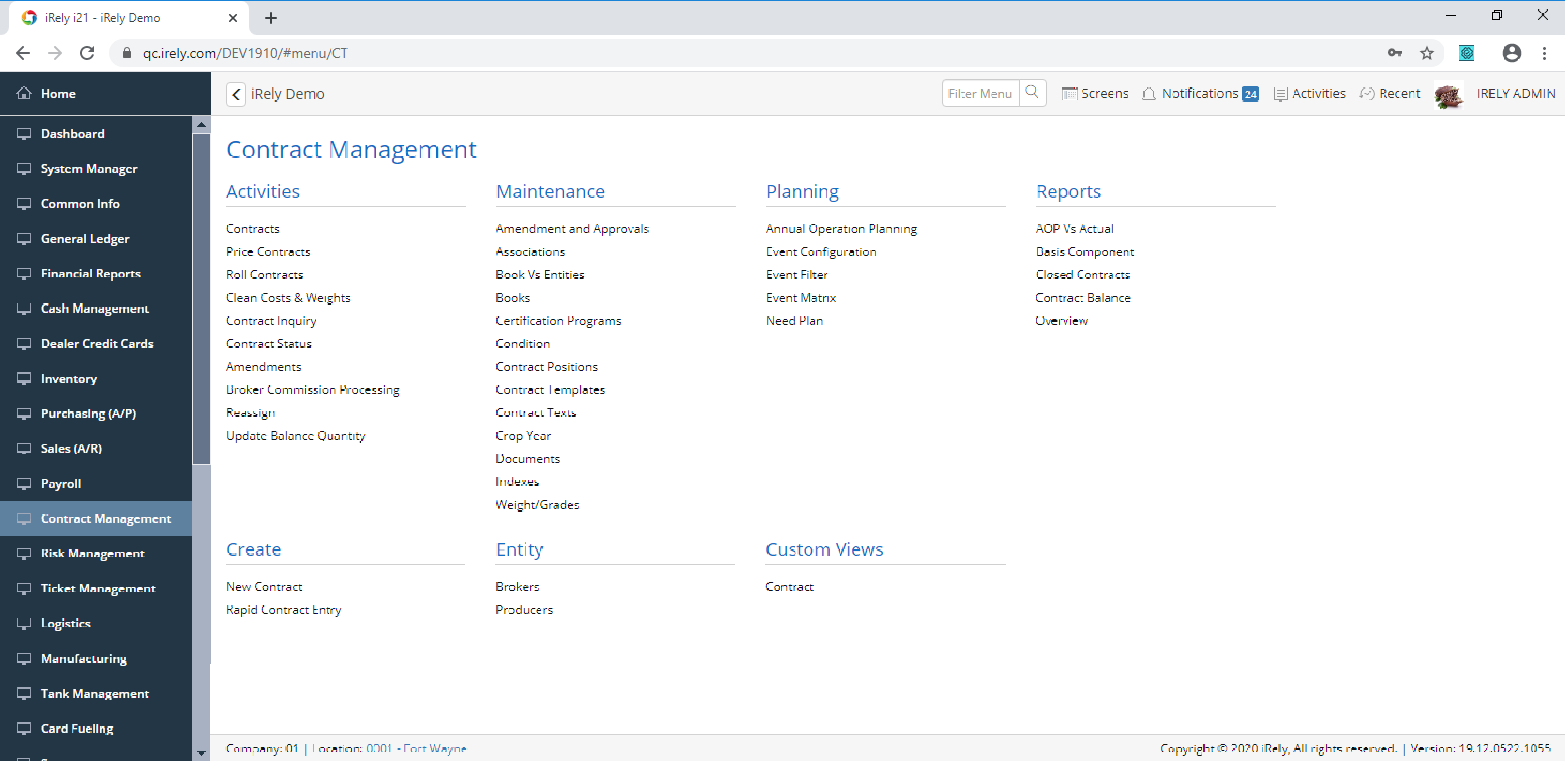 iRely i21 - iRely Demo
qc.irely.com/DEV1910/#menu/CT
Home
iRely Demo
Filter Menu
Screens
Notifications 24
Activities
Recent
IRELY ADMIN
Dashboard
System Manager
Common Info
General Ledger
Financial Reports
Cash Management
Dealer Credit Cards
Inventory
Purchasing (A/P)
Sales (A/R)
Payroll
Contract Management
Risk Management
Ticket Management
Logistics
Manufacturing
Tank Management
Card Fueling
Contract Management
Activities
Contracts
Price Contracts
Roll Contracts
Clean Costs & Weights
Contract Inquiry
Contract Status
Amendments
Broker Commission Processing
Reassign
Update Balance Quantity
Maintenance
Amendment and Approvals
Associations
Book Vs Entities
Books
Certification Programs
Condition
Contract Positions
Contract Templates
Contract Texts
Crop Year
Documents
Indexes
Weight/Grades
Planning
Annual Operation Planning
Event Configuration
Event Filter
Event Matrix
Need Plan
Reports
AOP Vs Actual
Basis Component
Closed Contracts
Contract Balance
Overview
Create
New Contract
Rapid Contract Entry
Entity
Brokers
Producers
Custom Views
Contract
Company: 01 | Location: 0001 - Fort Wayne
Copyright © 2020 iRely, All rights reserved. | Version: 19.12.0522.1055